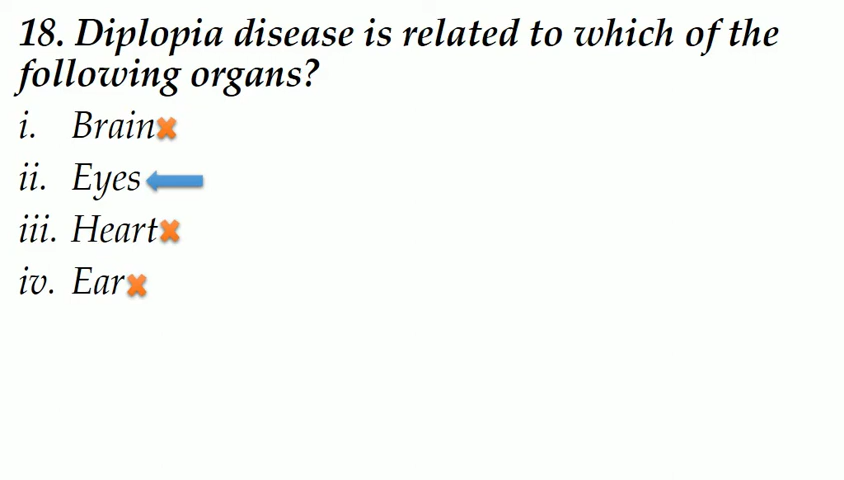 18. Diplopia disease is related to which of the
following organs?
i. Brain
ii. Eyes
iii. Heart
iv. Ear